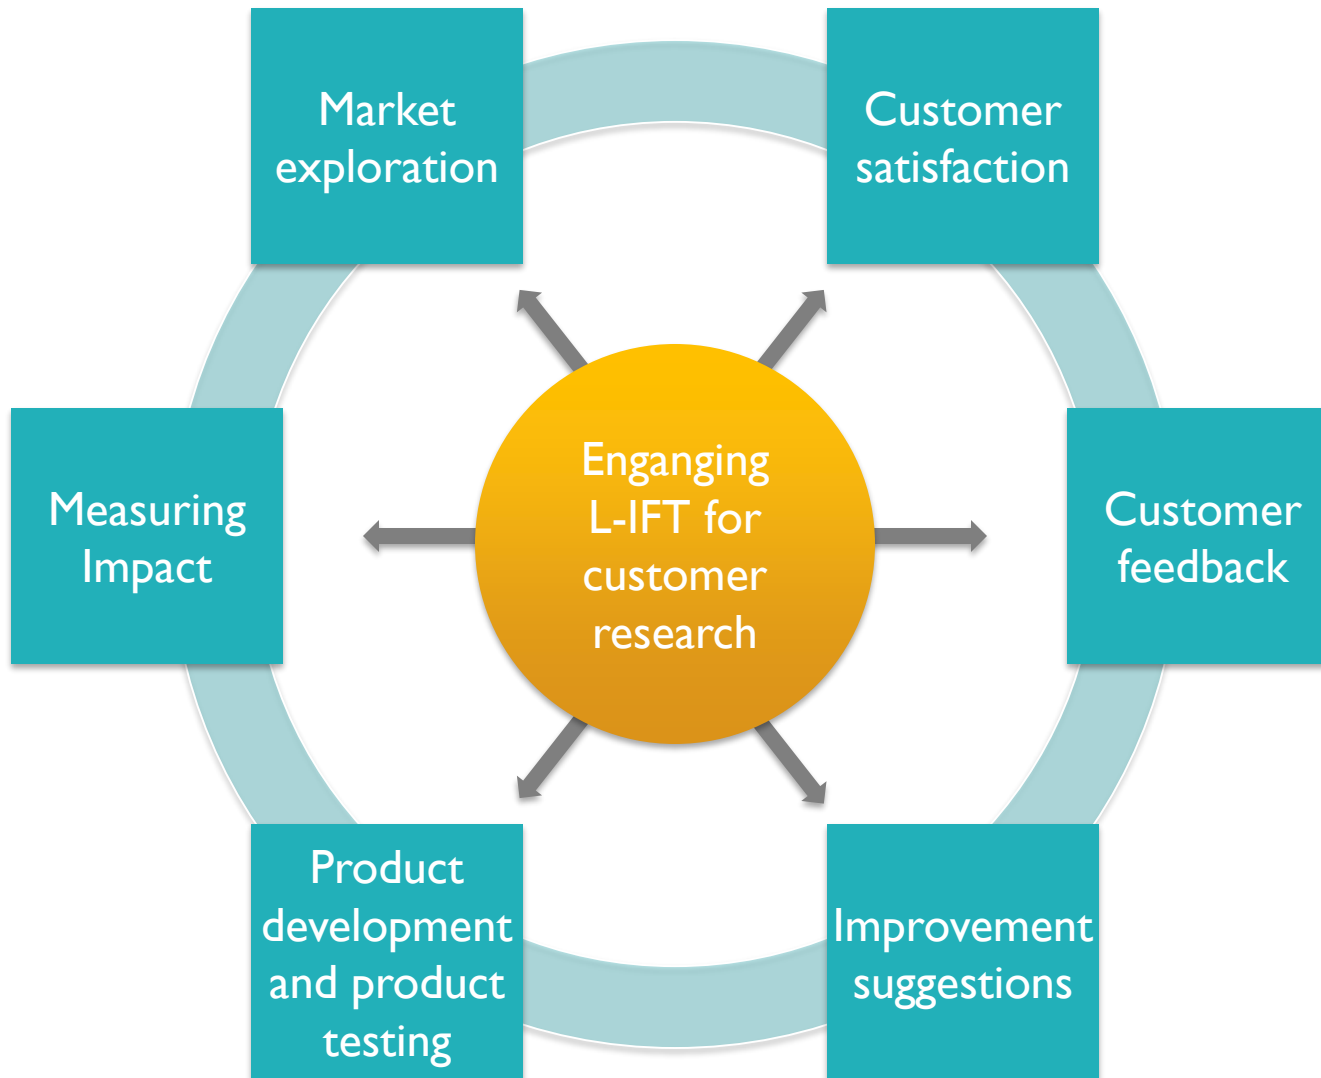 Market
exploration
Customer
satisfaction
Measuring
Impact
Enganging
L-IFT for
customer
research
Customer
feedback
Product
development
and product
testing
Improvement
suggestions